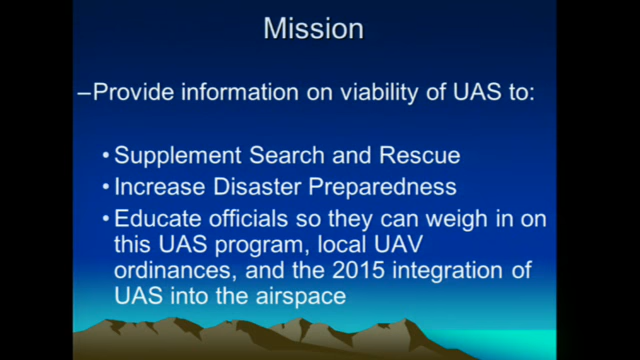 Mission
–Provide information on viability of UAS to:
•Supplement Search and Rescue
•Increase Disaster Preparedness
•Educate officials so they can weigh in on
this UAS program, local UAV
ordinances, and the 2015 integration of
UAS into the airspace